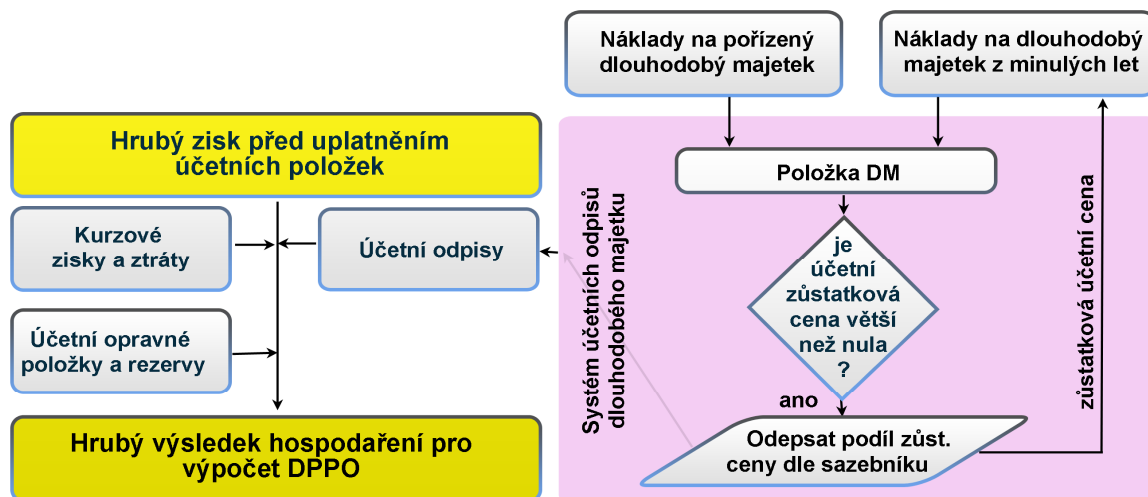 Náklady na pořízený
dlouhodobý majetek
Náklady na dlouhodobý
majetek z minulých let
Hrubý zisk před uplatněním
účetních položek
Kurzové
zisky a ztráty
Účetní odpisy
Účetní opravné
položky a rezervy
Hrubý výsledek hospodaření pro
výpočet DPPO
Systém účetních odpisů
dlouhodobého majetku
Položka DM
je
účetní
zůstatková
cena větší
než nula
?
ano
Odepsat podíl zůst.
ceny dle sazebníku
zůstatková účetní cena